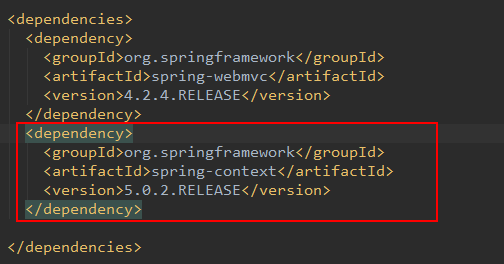 <dependencies>
<dependency>
<groupId>org.springframework</groupId>
<artifactId>spring-webmvc</artifactId>
<version>4.2.4.RELEASE</version>
</dependency>
<dependency>
<groupId>org.springframework</groupId>
<artifactId>spring-context</artifactId>
<version>5.0.2.RELEASE</version>
</dependency>
</dependencies>